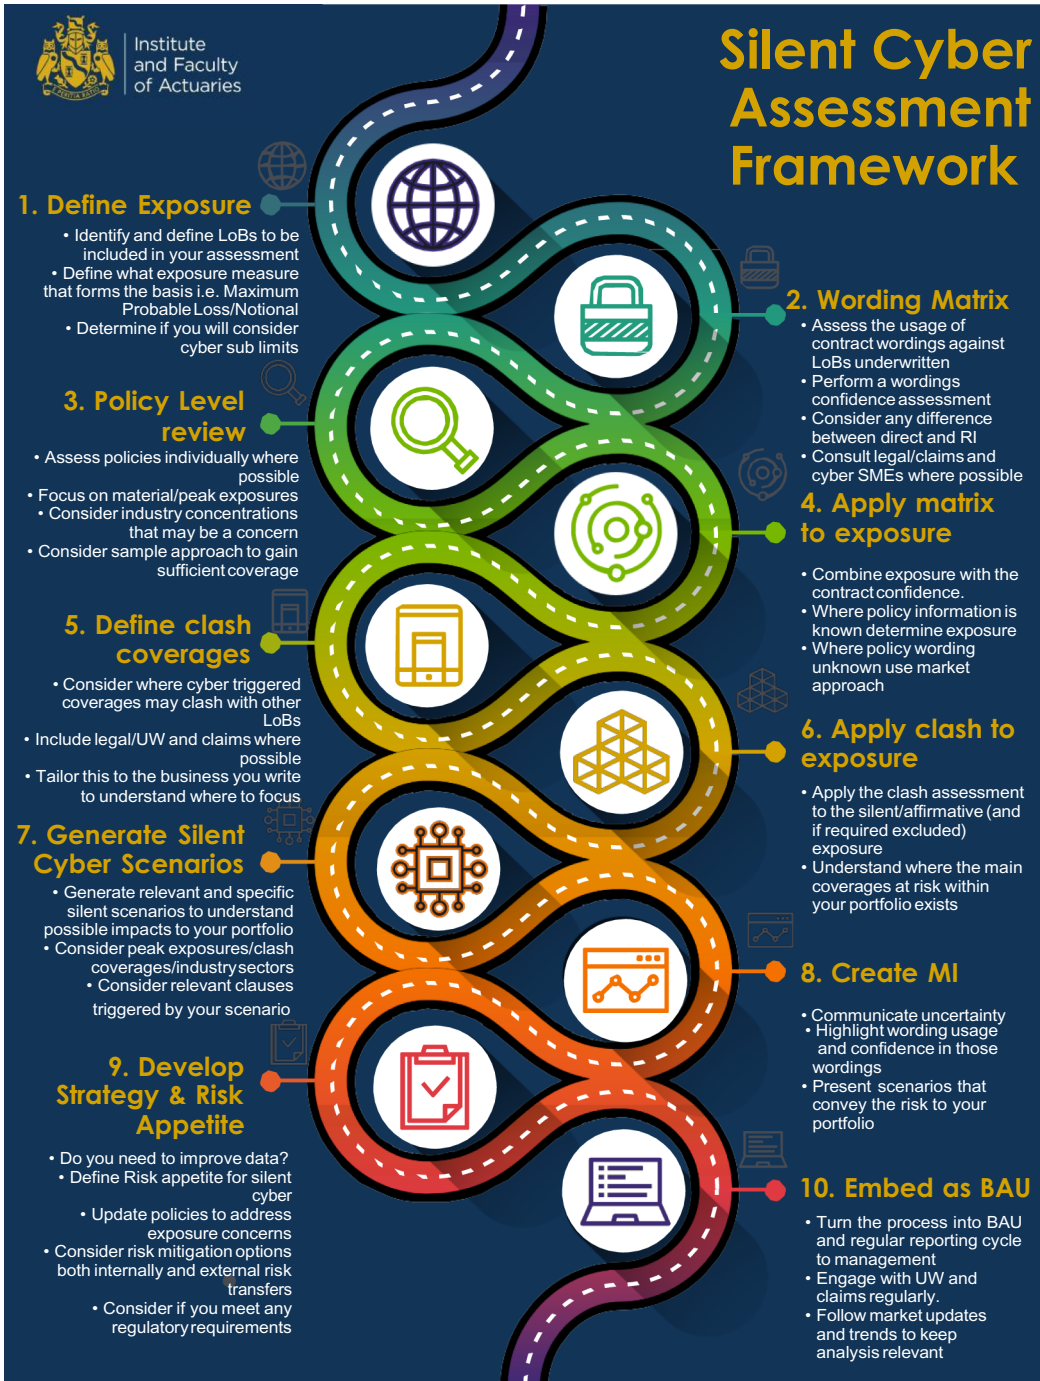 Institute
and Faculty
of Actuaries
Silent Cyber
Assessment
Framework
1. Define Exposure
• Identify and define LoBs to be
included in your assessment
• Define what exposure measure
that forms the basis i.e. Maximum
Probable Loss/Notional
• Determine if you will consider
cyber sub limits
2. Wording Matrix
• Assess the usage of
contract wordings against
LoBs underwritten
• Perform a wordings
confidence assessment
• Consider any difference
between direct and RI
• Consult legal/claims and
cyber SMEs where possible
3. Policy Level
review
• Assess policies individually where
possible
• Focus on material/peak exposures
• Consider industry concentrations
that may be a concern
• Consider sample approach to gain
sufficient coverage
4. Apply matrix
to exposure
• Combine exposure with the
contract confidence.
• Where policy information is
known determine exposure
• Where policy wording
unknown use market
approach
5. Define clash
coverages
• Consider where cyber triggered
coverages may clash with other
LoBs
• Include legal/UW and claims where
possible
• Tailor this to the business you write
to understand where to focus
6. Apply clash to
exposure
• Apply the clash assessment
to the silent/affirmative (and
if required excluded)
exposure
• Understand where the main
coverages at risk within
your portfolio exists
7. Generate Silent
Cyber Scenarios
• Generate relevant and specific
silent scenarios to understand
possible impacts to your portfolio
• Consider peak exposures/clash
coverages/industry sectors
• Consider relevant clauses
triggered by your scenario
8. Create MI
• Communicate uncertainty
• Highlight wording usage
and confidence in those
wordings
• Present scenarios that
convey the risk to your
portfolio
9. Develop
Strategy & Risk
Appetite
• Do you need to improve data?
• Define Risk appetite for silent
cyber
• Update policies to address
exposure concerns
• Consider risk mitigation options
both internally and external risk
transfers
• Consider if you meet any
regulatory requirements
10. Embed as BAU
• Turn the process into BAU
and regular reporting cycle
to management
• Engage with UW and
claims regularly.
• Follow market updates
and trends to keep
analysis relevant